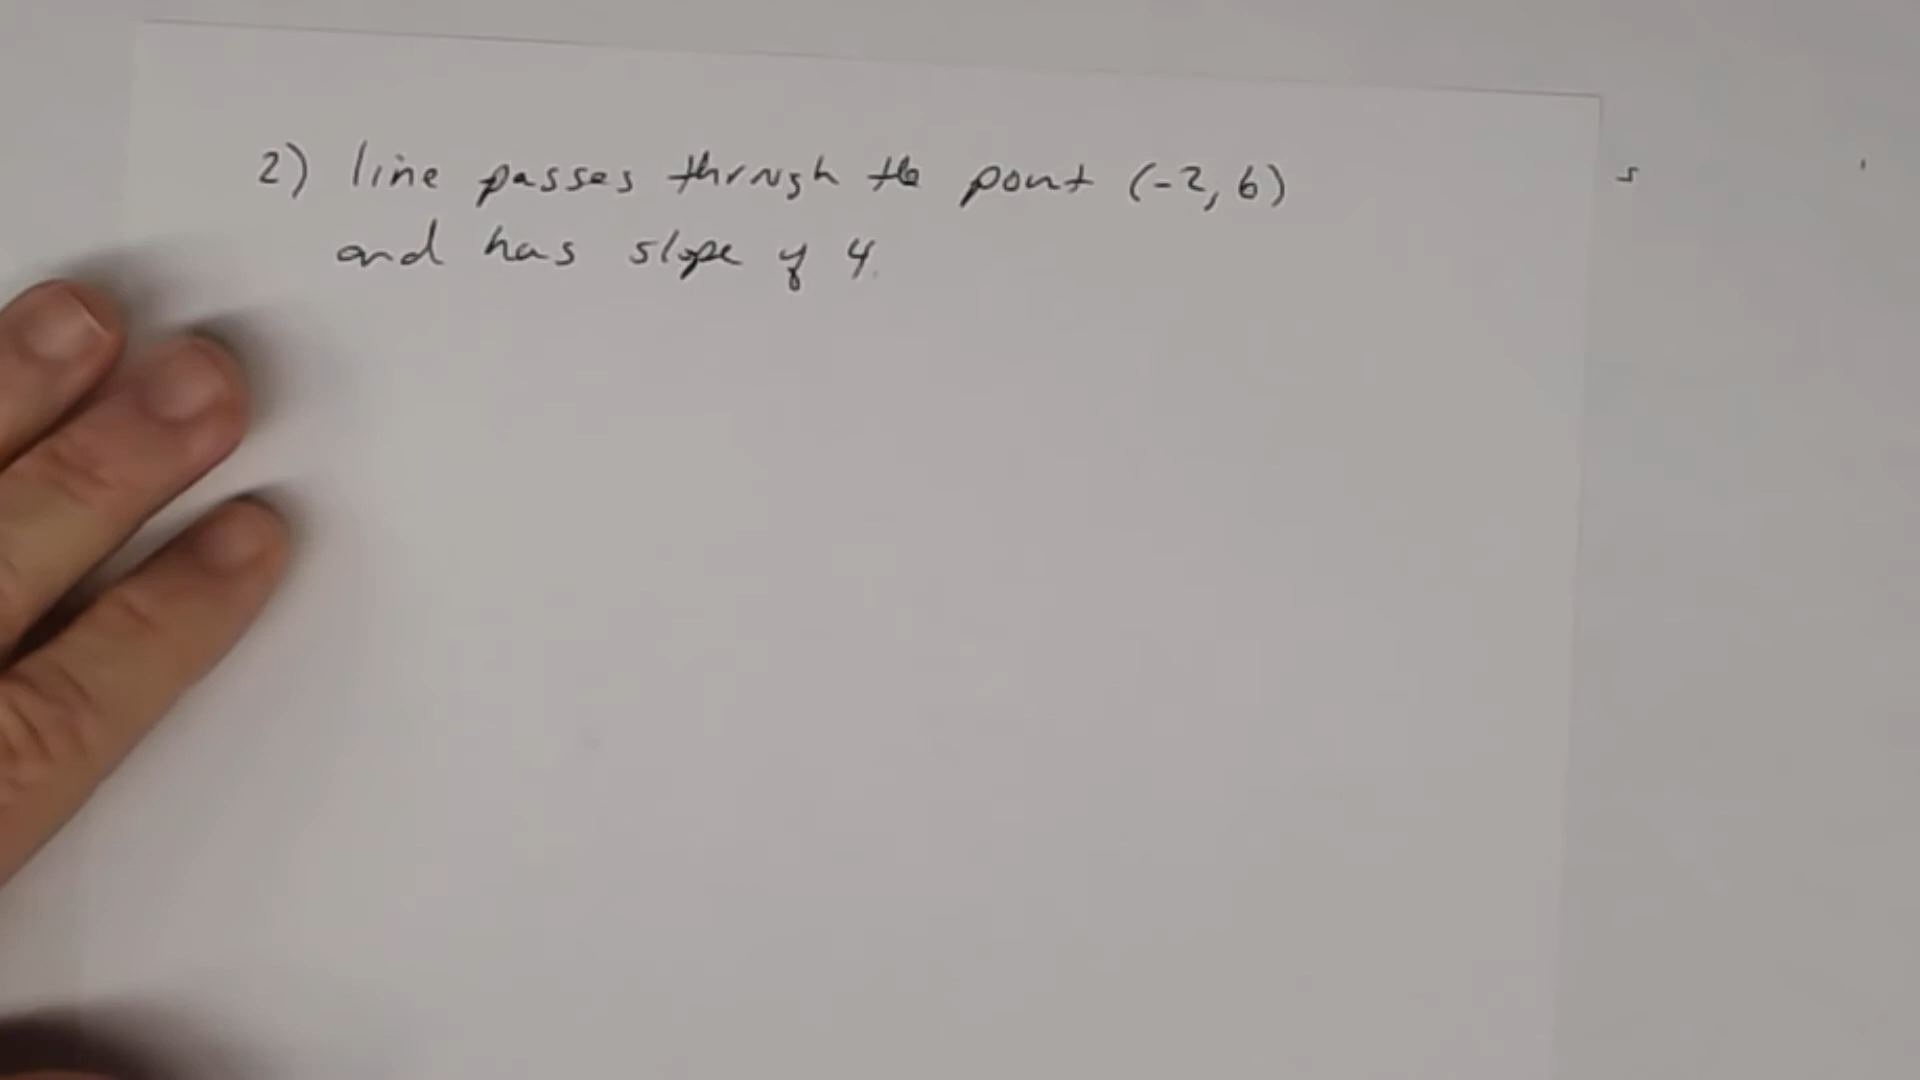 2) line passes through the point (-2, 6)
and has slope of 4.